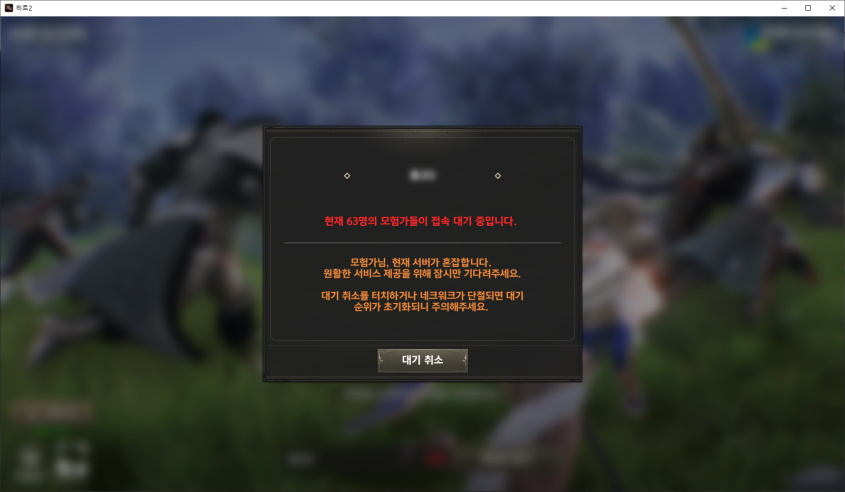 히트2
현재 63명의 모험가들이 접속 대기 중입니다.
모험가님, 현재 서버가 혼잡합니다.
원활한 서비스 제공을 위해 잠시만 기다려주세요.
대기 취소를 터치하거나 네크워크가 단절되면 대기
순위가 초기화되니 주의해주세요.
대기 취소